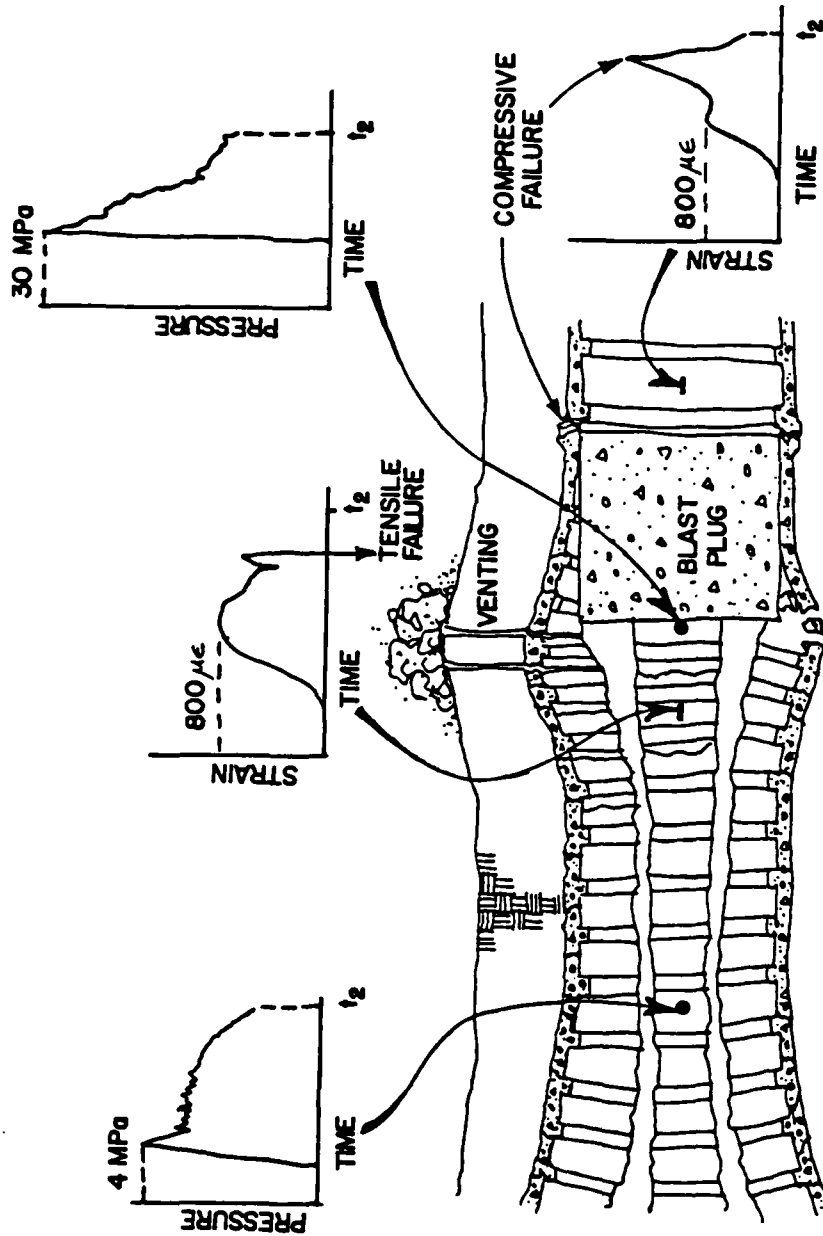 4 MPa
PRESSURE
TIME
t₂
800 με
STRAIN
TIME
t₂
TENSILE
FAILURE
30 MPa
PRESSURE
TIME
t₂
VENTING
BLAST
PLUG
COMPRESSIVE
FAILURE
800 με
STRAIN
TIME
t₂